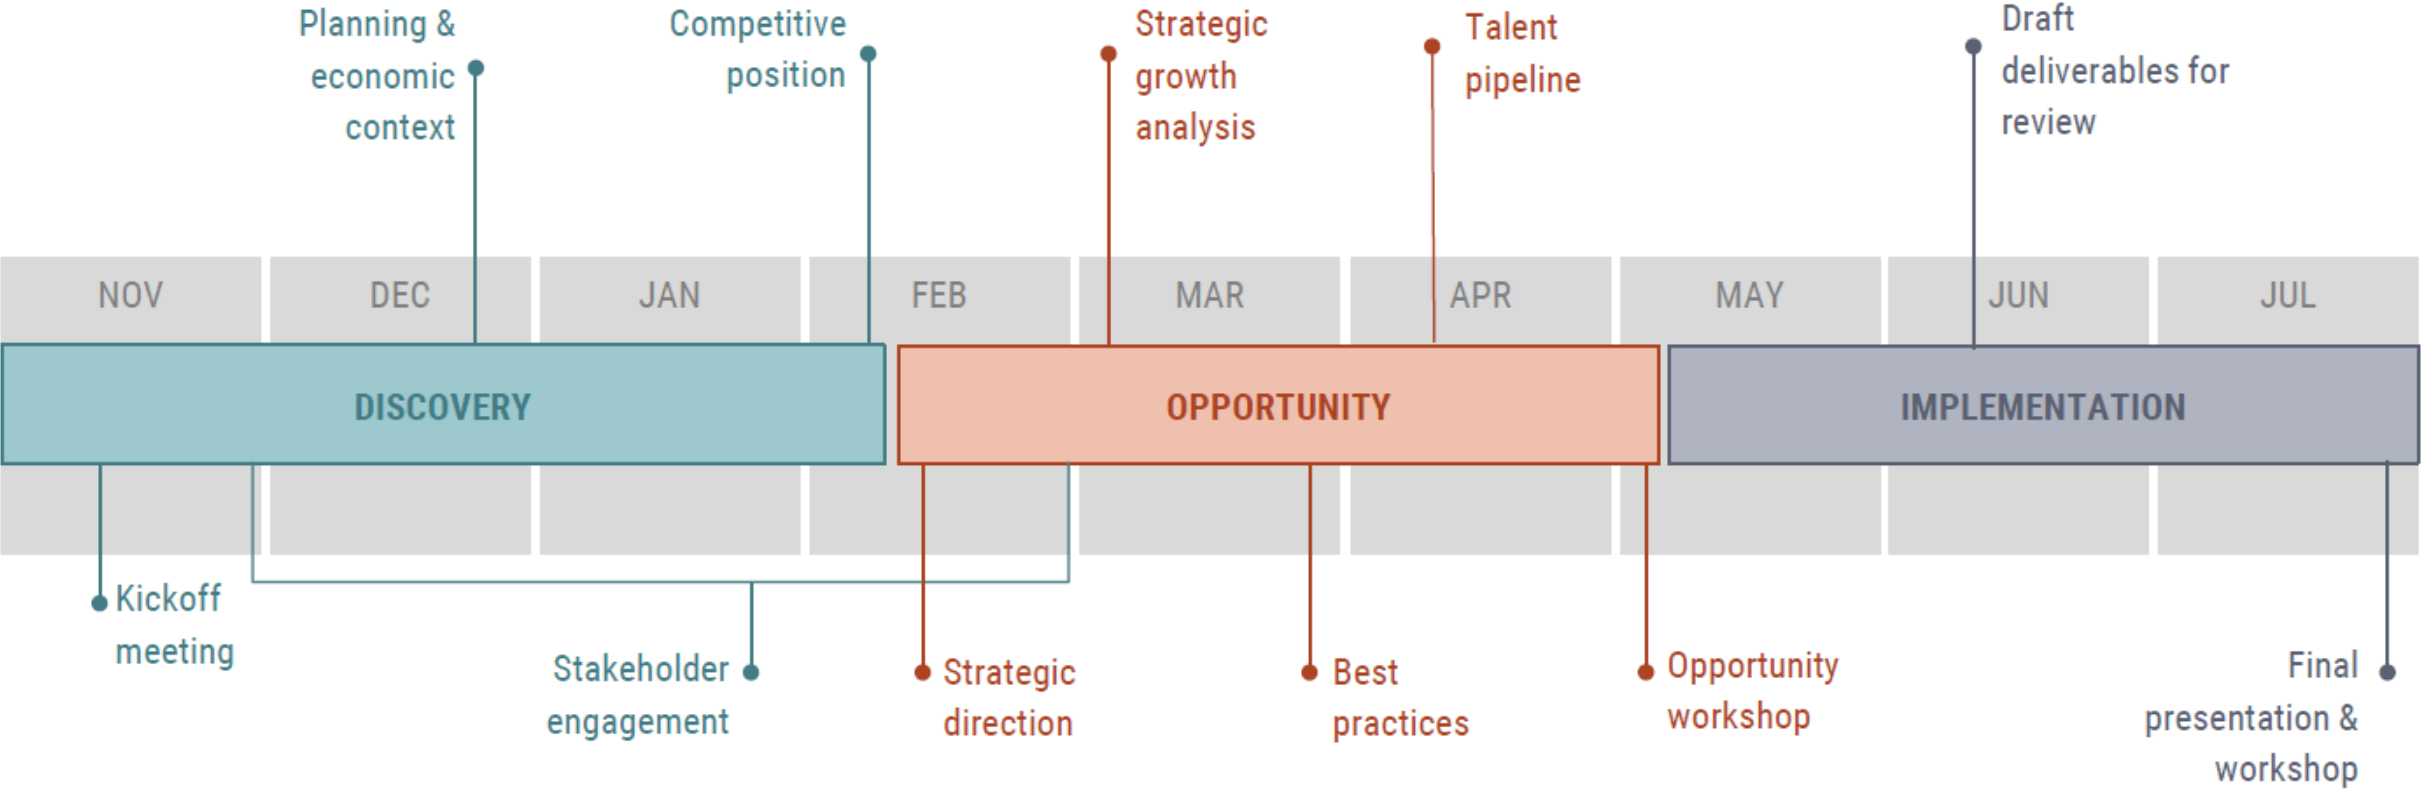 Planning &
economic
context
Competitive
position
Strategic
growth
analysis
Talent
pipeline
Draft
deliverables for
review
NOV
DEC
JAN
FEB
MAR
APR
MAY
JUN
JUL
DISCOVERY
OPPORTUNITY
IMPLEMENTATION
Kickoff
meeting
Stakeholder
engagement
Strategic
direction
Best
practices
Opportunity
workshop
Final
presentation &
workshop